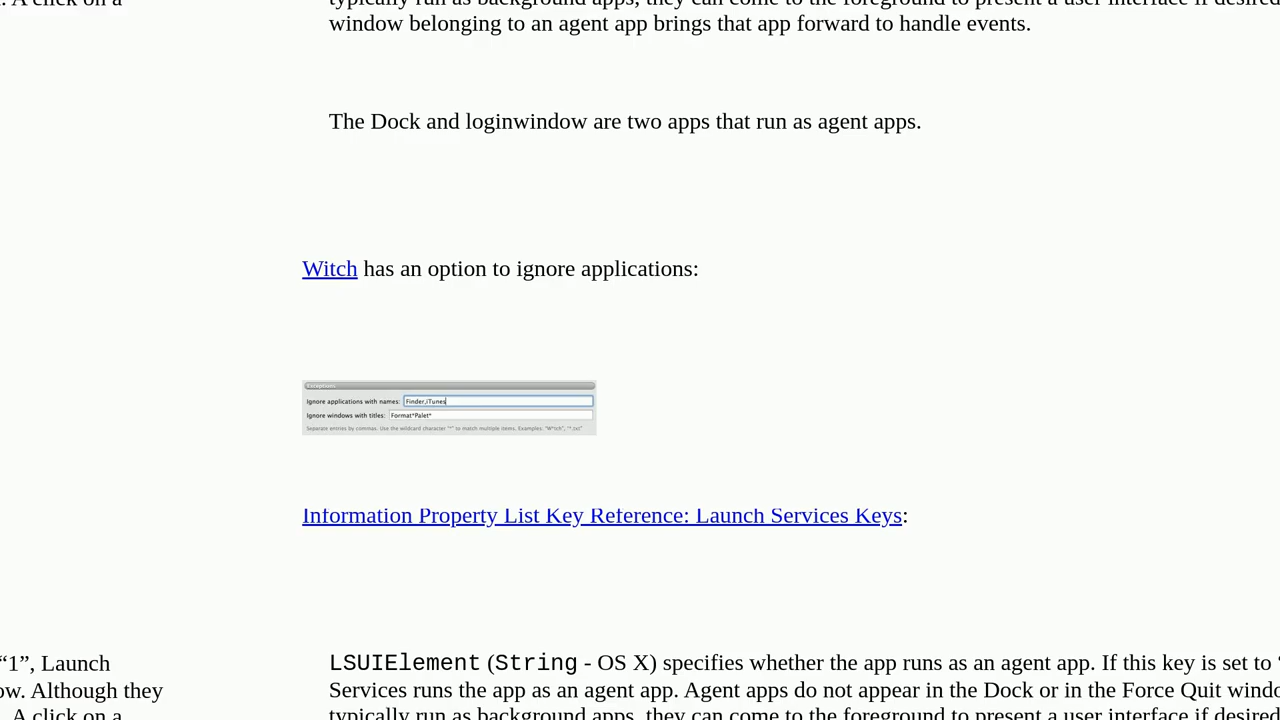 . A click on a
typically run as background apps, they can come to the foreground to present a user interface if desired
window belonging to an agent app brings that app forward to handle events.
The Dock and loginwindow are two apps that run as agent apps.
Witch has an option to ignore applications:
Exceptions
Ignore applications with names: Finder,iTunes
Ignore windows with titles: Format*Palet*
Separate entries by commas. Use the wildcard character "*" to match multiple items. Examples: "W*tch", "*.txt"
Information Property List Key Reference: Launch Services Keys:
“1”, Launch
LSUIElement (String - OS X) specifies whether the app runs as an agent app. If this key is set to “
ow. Although they
Services runs the app as an agent app. Agent apps do not appear in the Dock or in the Force Quit windo
. A click on a
typically run as background apps, they can come to the foreground to present a user interface if desired